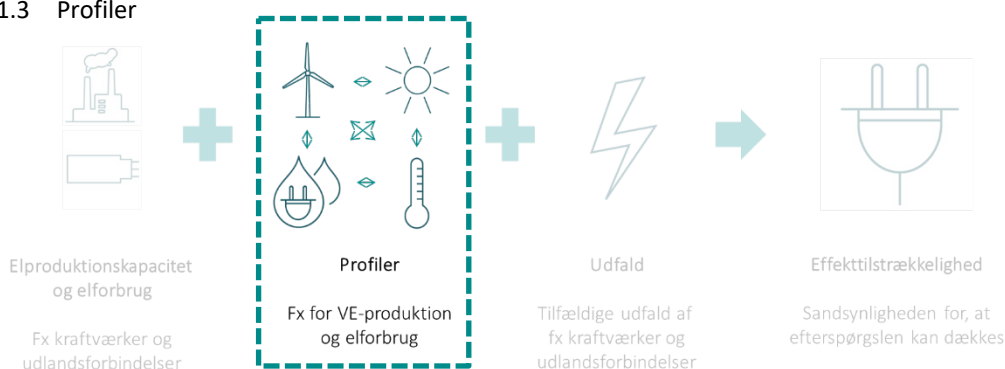 1.3 Profiler
Elproduktionskapacitet
og elforbrug
Fx kraftværker og
udlandsforbindelser
Profiler
Fx for VE-produktion
og elforbrug
Udfald
Tilfældige udfald af
fx kraftværker og
udlandsforbindelser
Effekttilstrækkelighed
Sandsynligheden for, at
efterspørgslen kan dækkes